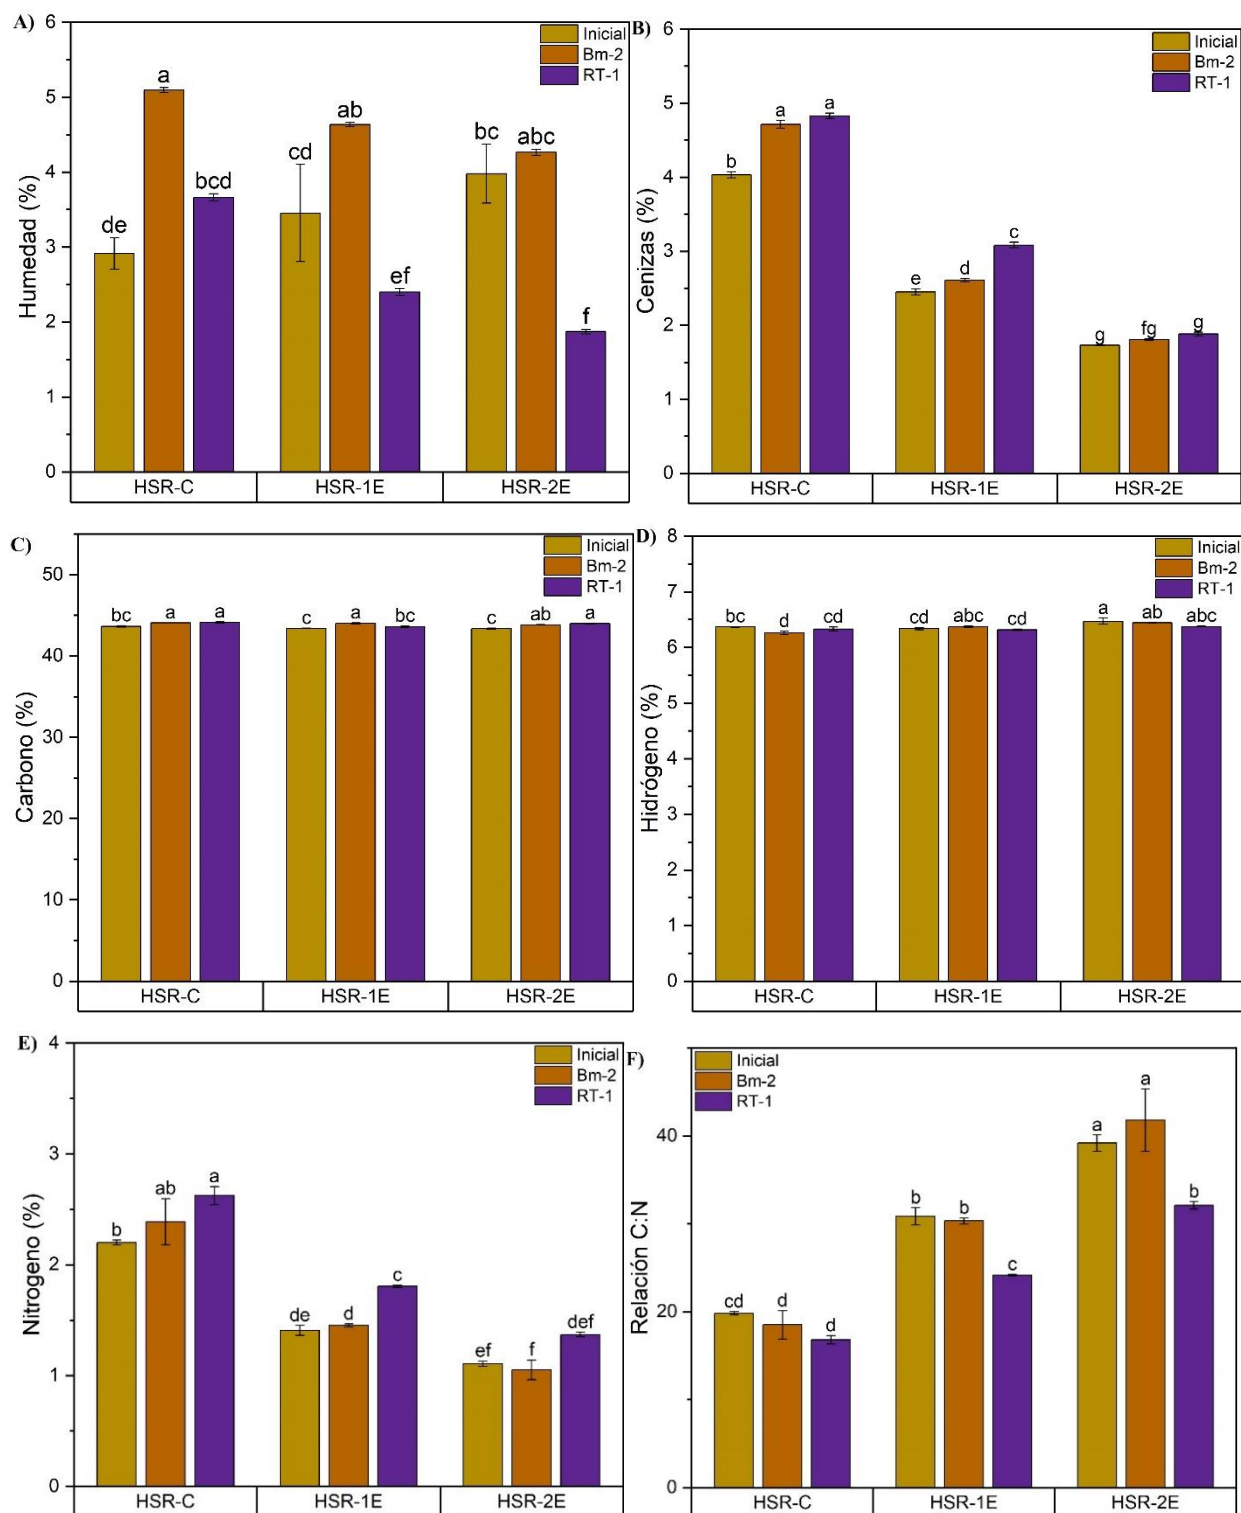 A)
Humedad (%)
6
5
4
3
2
1
0
Inicial
Bm-2
RT-1
de
a
bcd
cd
ab
ef
bc
abc
f
HSR-C
HSR-1E
HSR-2E
B)
Cenizas (%)
6
5
4
3
2
1
0
Inicial
Bm-2
RT-1
b
a
a
e
d
c
g
fg
g
HSR-C
HSR-1E
HSR-2E
C)
Carbono (%)
50
40
30
20
10
0
Inicial
Bm-2
RT-1
bc
a
a
c
a
bc
c
ab
a
HSR-C
HSR-1E
HSR-2E
D)
Hidrógeno (%)
8
7
6
5
4
3
2
1
0
Inicial
Bm-2
RT-1
bc
d
cd
cd
abc
cd
a
ab
abc
HSR-C
HSR-1E
HSR-2E
E)
Nitrogeno (%)
4
3
2
1
0
Inicial
Bm-2
RT-1
b
ab
a
de
d
c
ef
f
def
HSR-C
HSR-1E
HSR-2E
F)
Relación C:N
40
20
0
Inicial
Bm-2
RT-1
cd
d
d
b
b
c
a
a
b
HSR-C
HSR-1E
HSR-2E